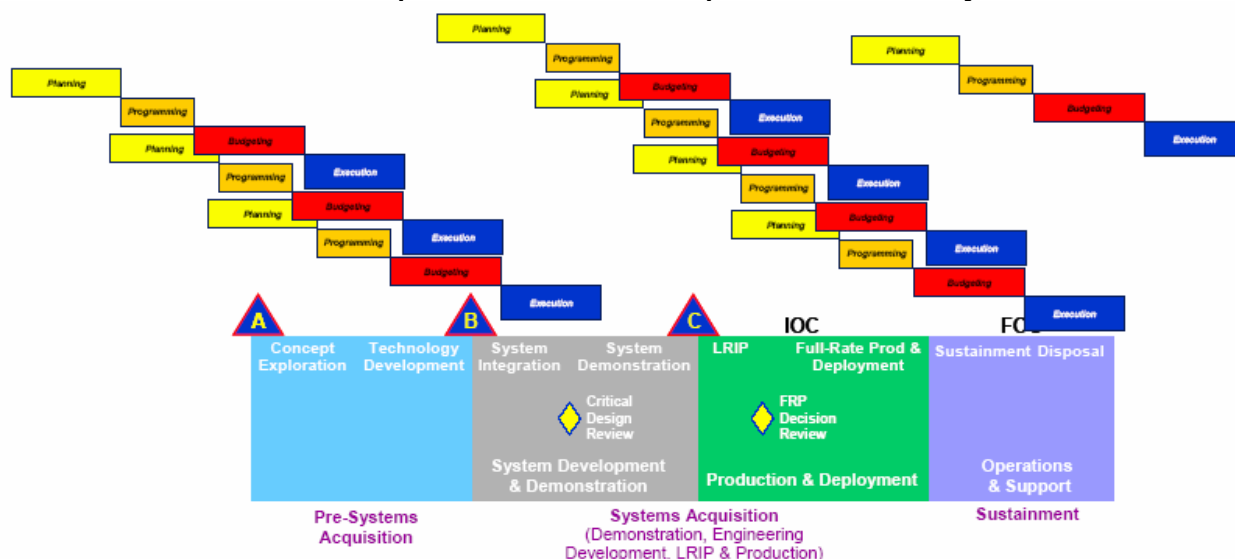 Planning
Programming
Budgeting
Execution
Planning
Programming
Budgeting
Execution
Planning
Programming
Budgeting
Execution
Planning
Programming
Budgeting
Execution
Planning
Programming
Budgeting
Execution
Planning
Programming
Budgeting
Execution
Planning
Programming
Budgeting
Execution
Planning
Programming
Budgeting
Execution
A
B
C
IOC
Concept
Exploration
Technology
Development
System
Integration
System
Demonstration
LRIP
Full-Rate Prod &
Deployment
Sustainment Disposal
Critical
Design
Review
FRP
Decision
Review
System Development
& Demonstration
Production & Deployment
Operations
& Support
Pre-Systems
Acquisition
Systems Acquisition
(Demonstration, Engineering
Development, LRIP & Production)
Sustainment